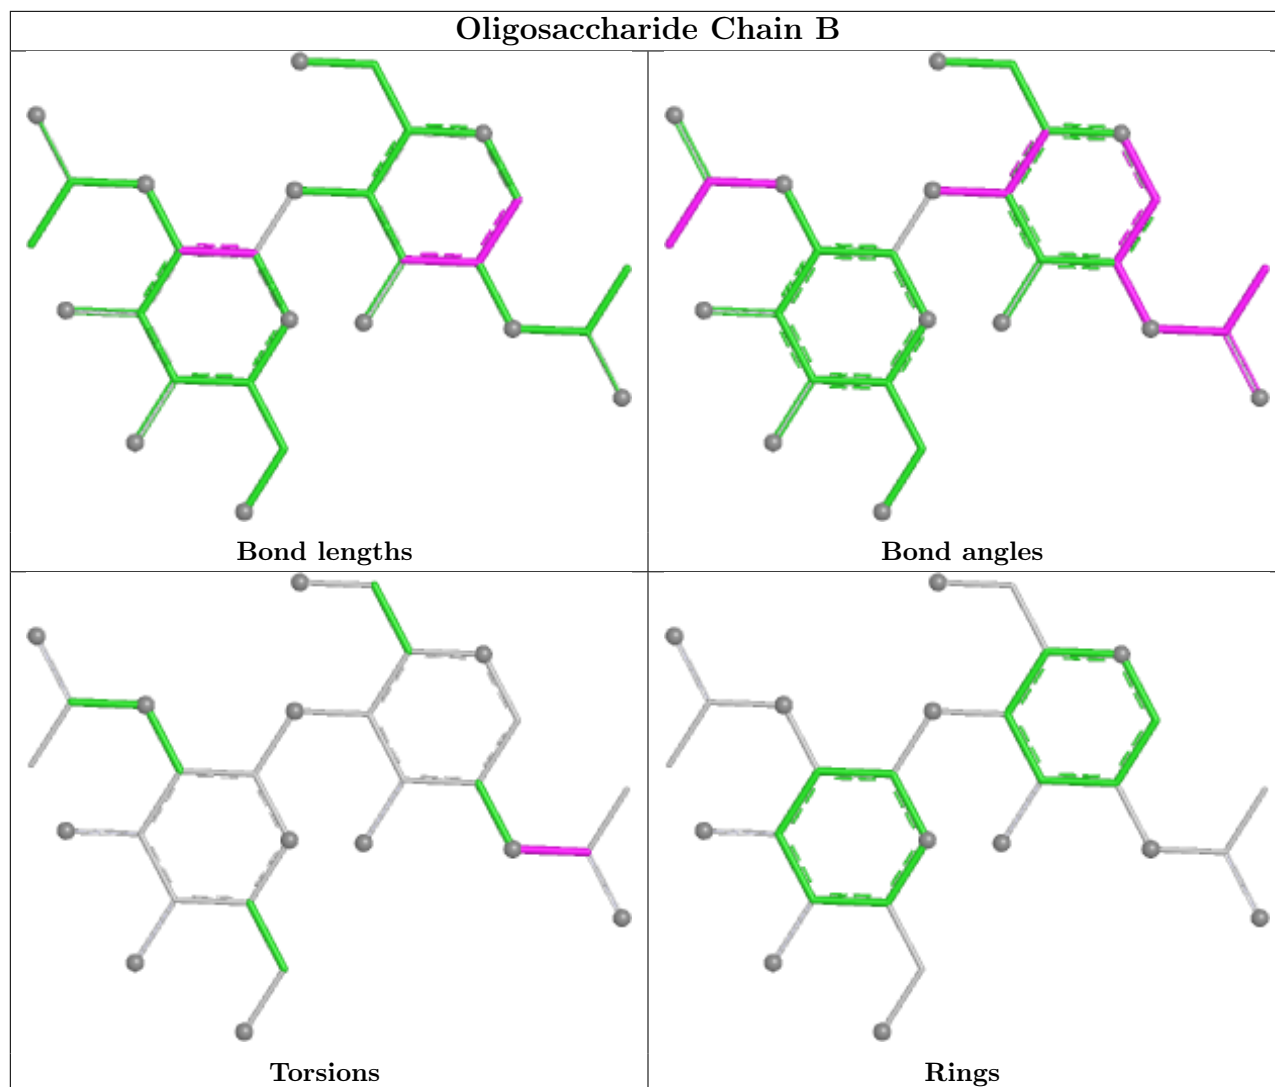 Oligosaccharide Chain B
Bond lengths
Bond angles
Torsions
Rings